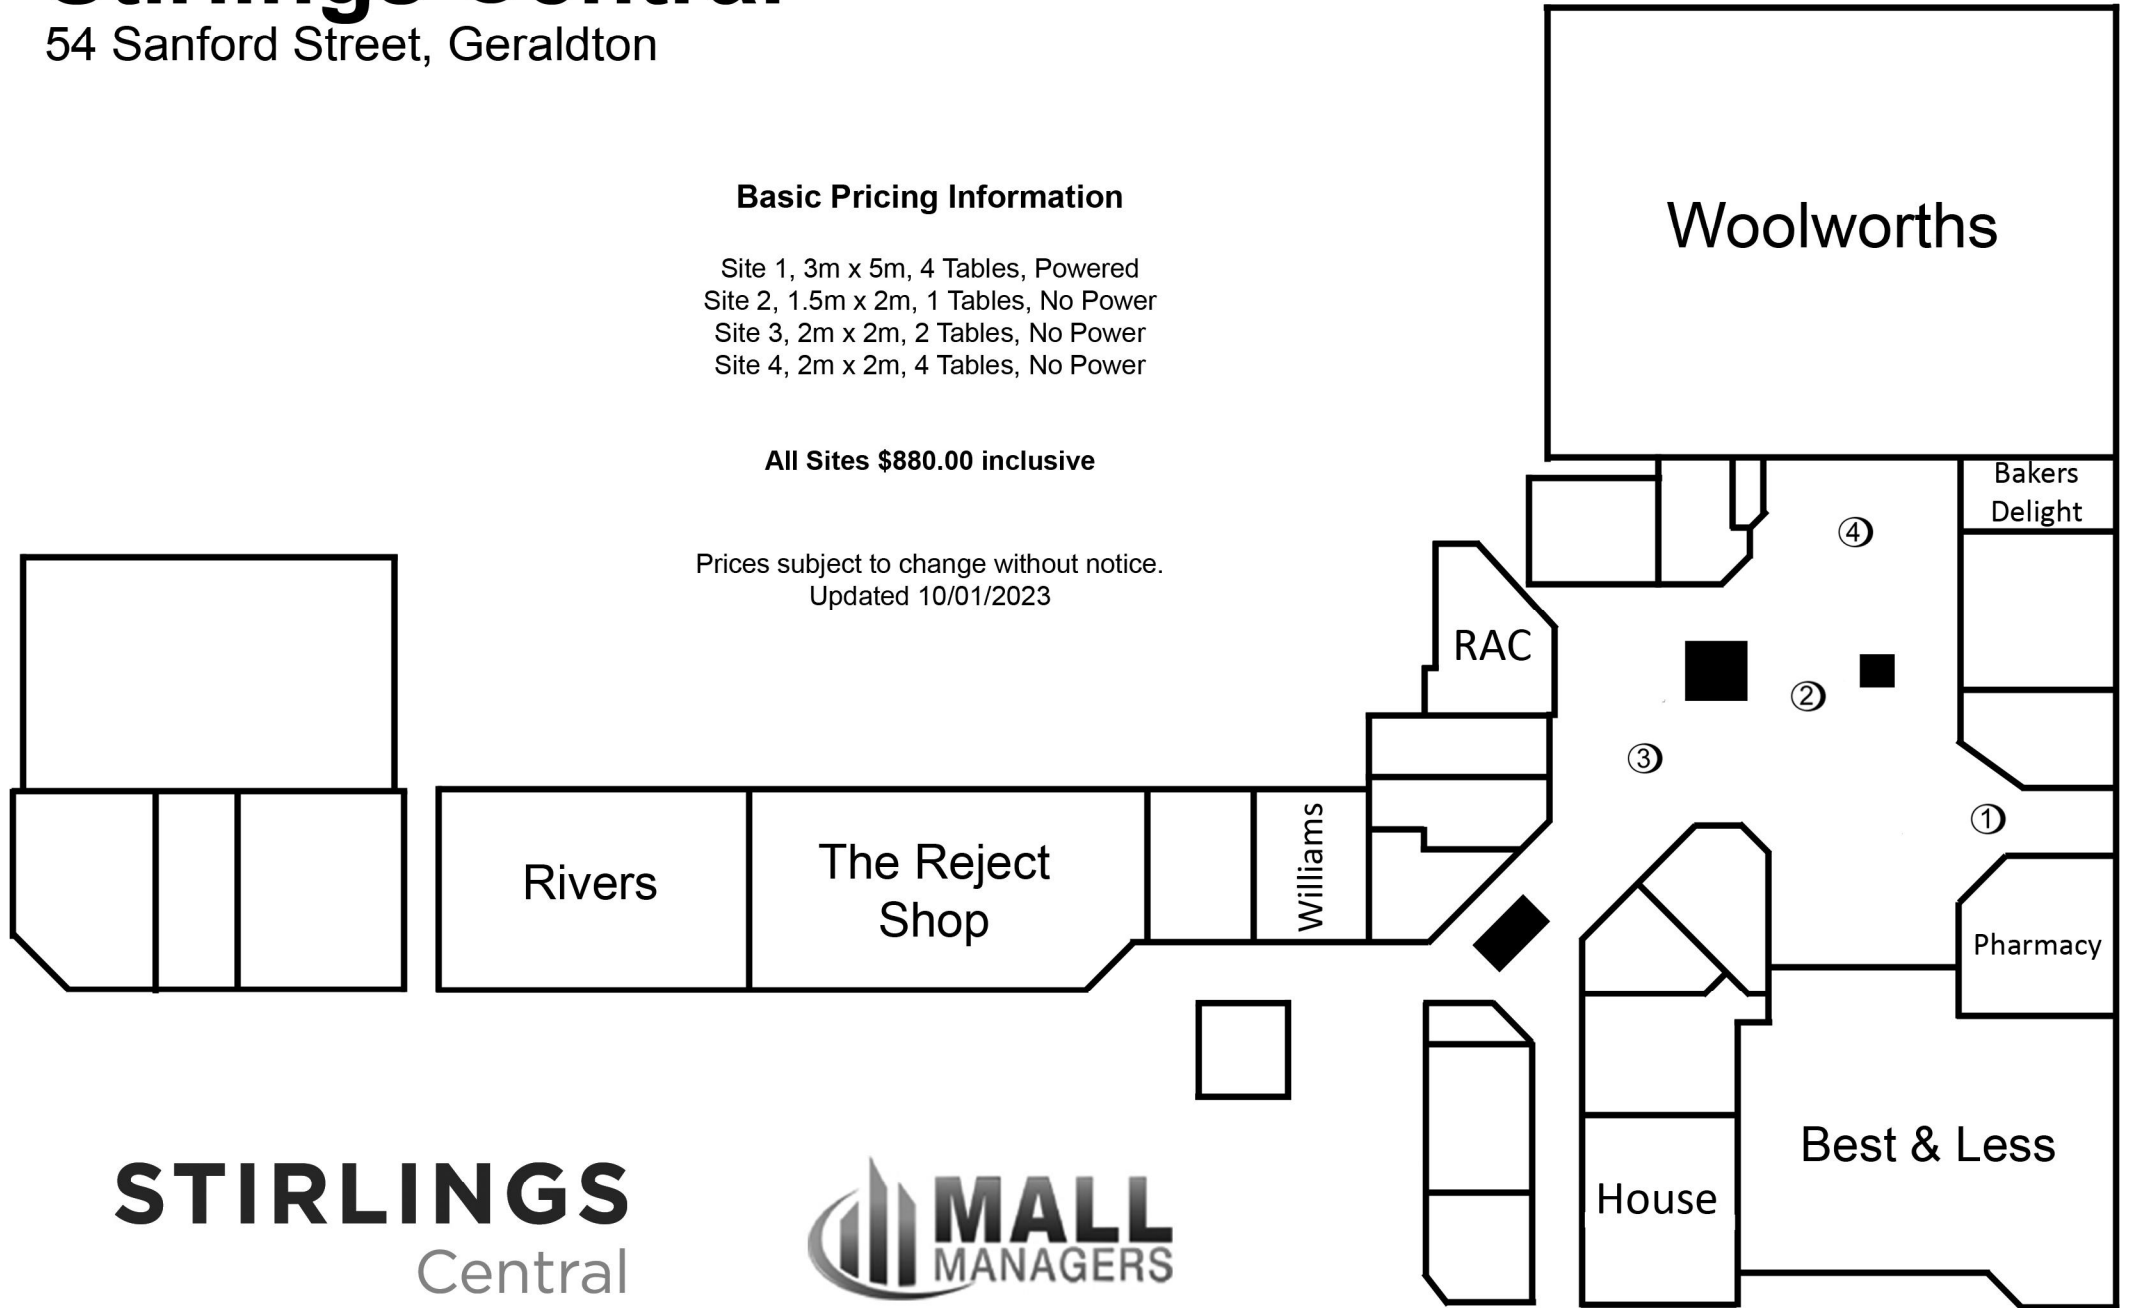 Stirlings Central
54 Sanford Street, Geraldton
Basic Pricing Information
Site 1, 3m x 5m, 4 Tables, Powered
Site 2, 1.5m x 2m, 1 Tables, No Power
Site 3, 2m x 2m, 2 Tables, No Power
Site 4, 2m x 2m, 4 Tables, No Power
All Sites $880.00 inclusive
Prices subject to change without notice.
Updated 10/01/2023
Woolworths
Bakers
Delight
4
RAC
2
3
1
Williams
Rivers
The Reject
Shop
Pharmacy
Best & Less
House
STIRLINGS
Central
MALL
MANAGERS